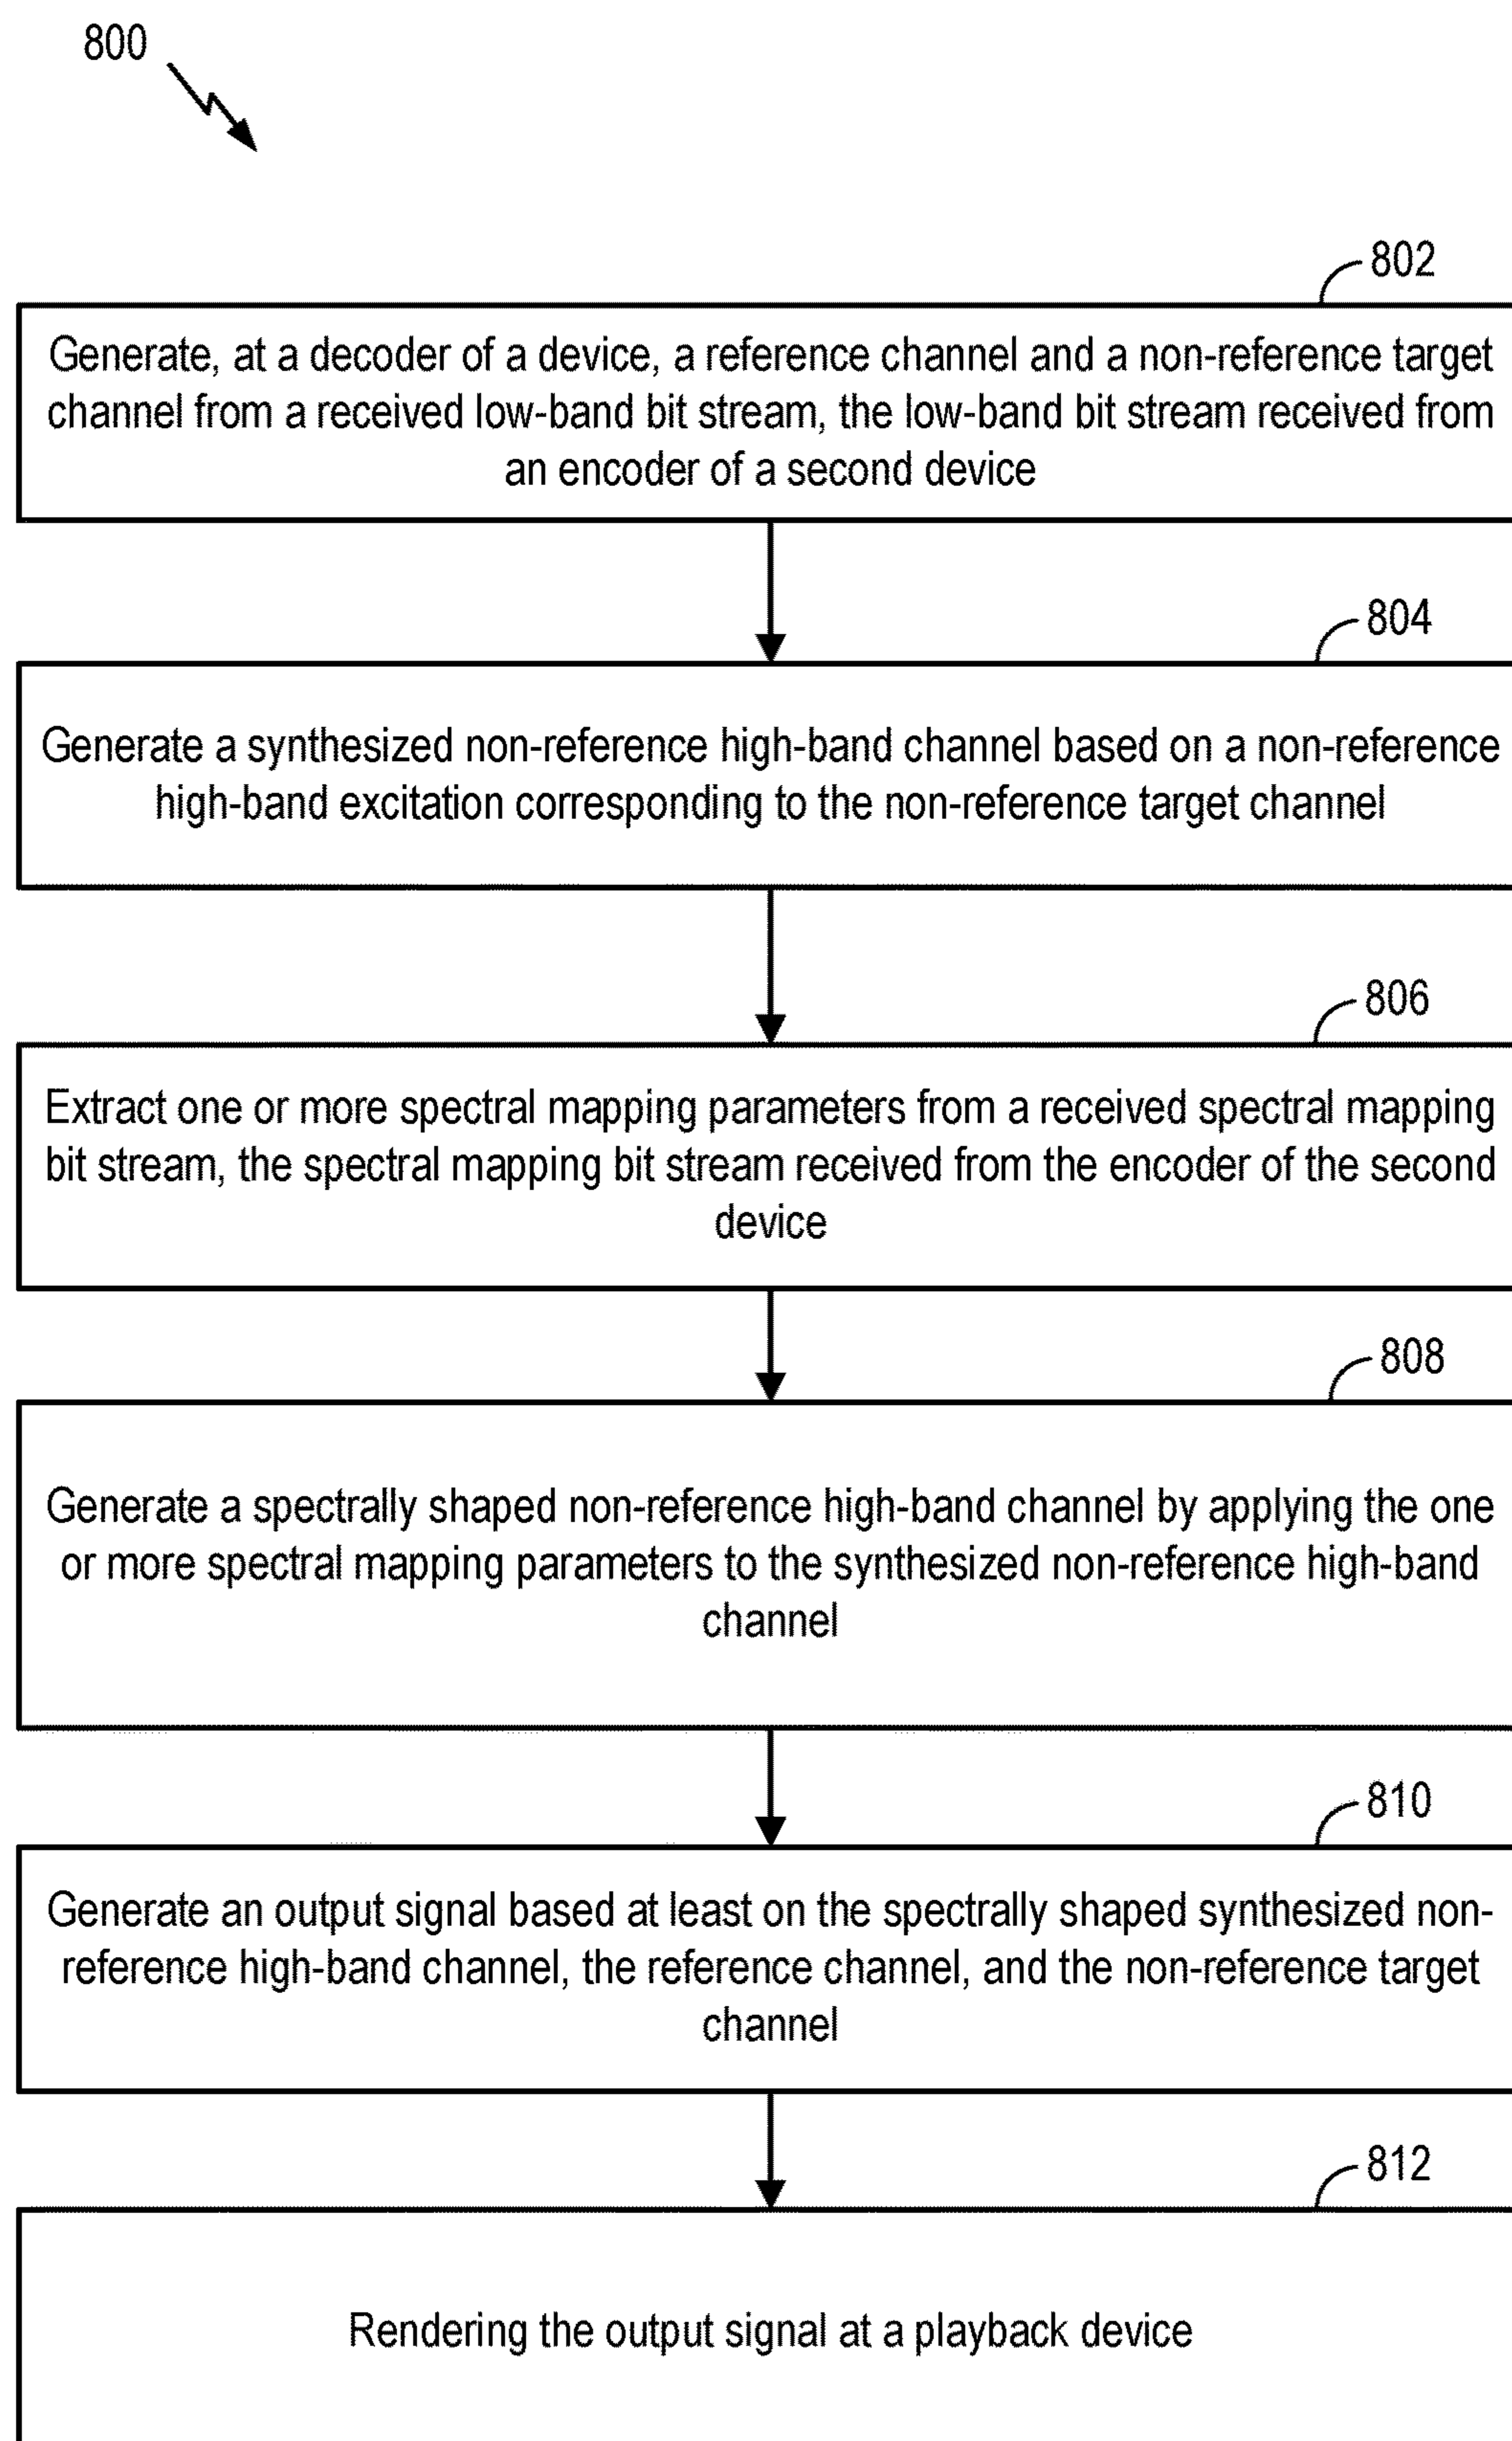 800
802
Generate, at a decoder of a device, a reference channel and a non-reference target
channel from a received low-band bit stream, the low-band bit stream received from
an encoder of a second device
804
Generate a synthesized non-reference high-band channel based on a non-reference
high-band excitation corresponding to the non-reference target channel
806
Extract one or more spectral mapping parameters from a received spectral mapping
bit stream, the spectral mapping bit stream received from the encoder of the second
device
808
Generate a spectrally shaped non-reference high-band channel by applying the one
or more spectral mapping parameters to the synthesized non-reference high-band
channel
810
Generate an output signal based at least on the spectrally shaped synthesized non-
reference high-band channel, the reference channel, and the non-reference target
channel
812
Rendering the output signal at a playback device